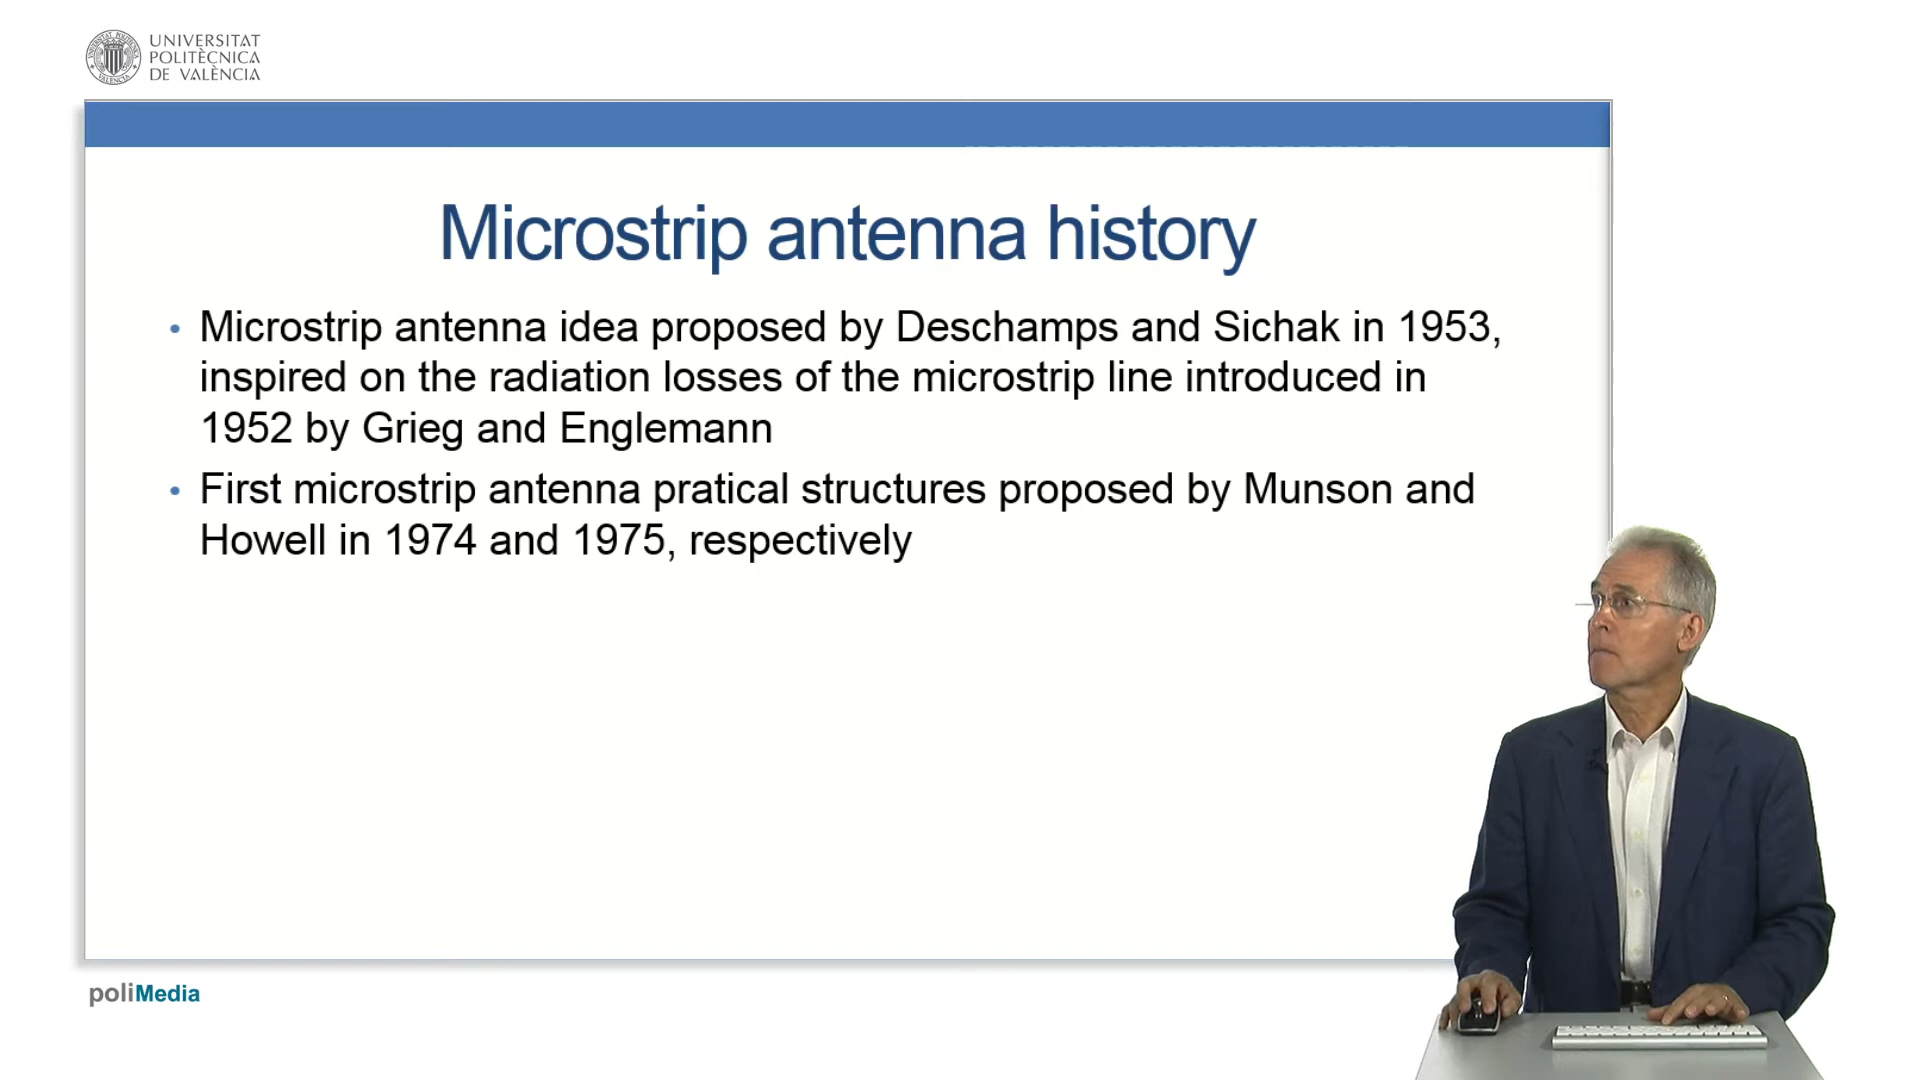 UNIVERSITAT
POLITÈCNICA
DE VALÈNCIA
Microstrip antenna history
• Microstrip antenna idea proposed by Deschamps and Sichak in 1953,
inspired on the radiation losses of the microstrip line introduced in
1952 by Grieg and Englemann
• First microstrip antenna pratical structures proposed by Munson and
Howell in 1974 and 1975, respectively
poliMedia